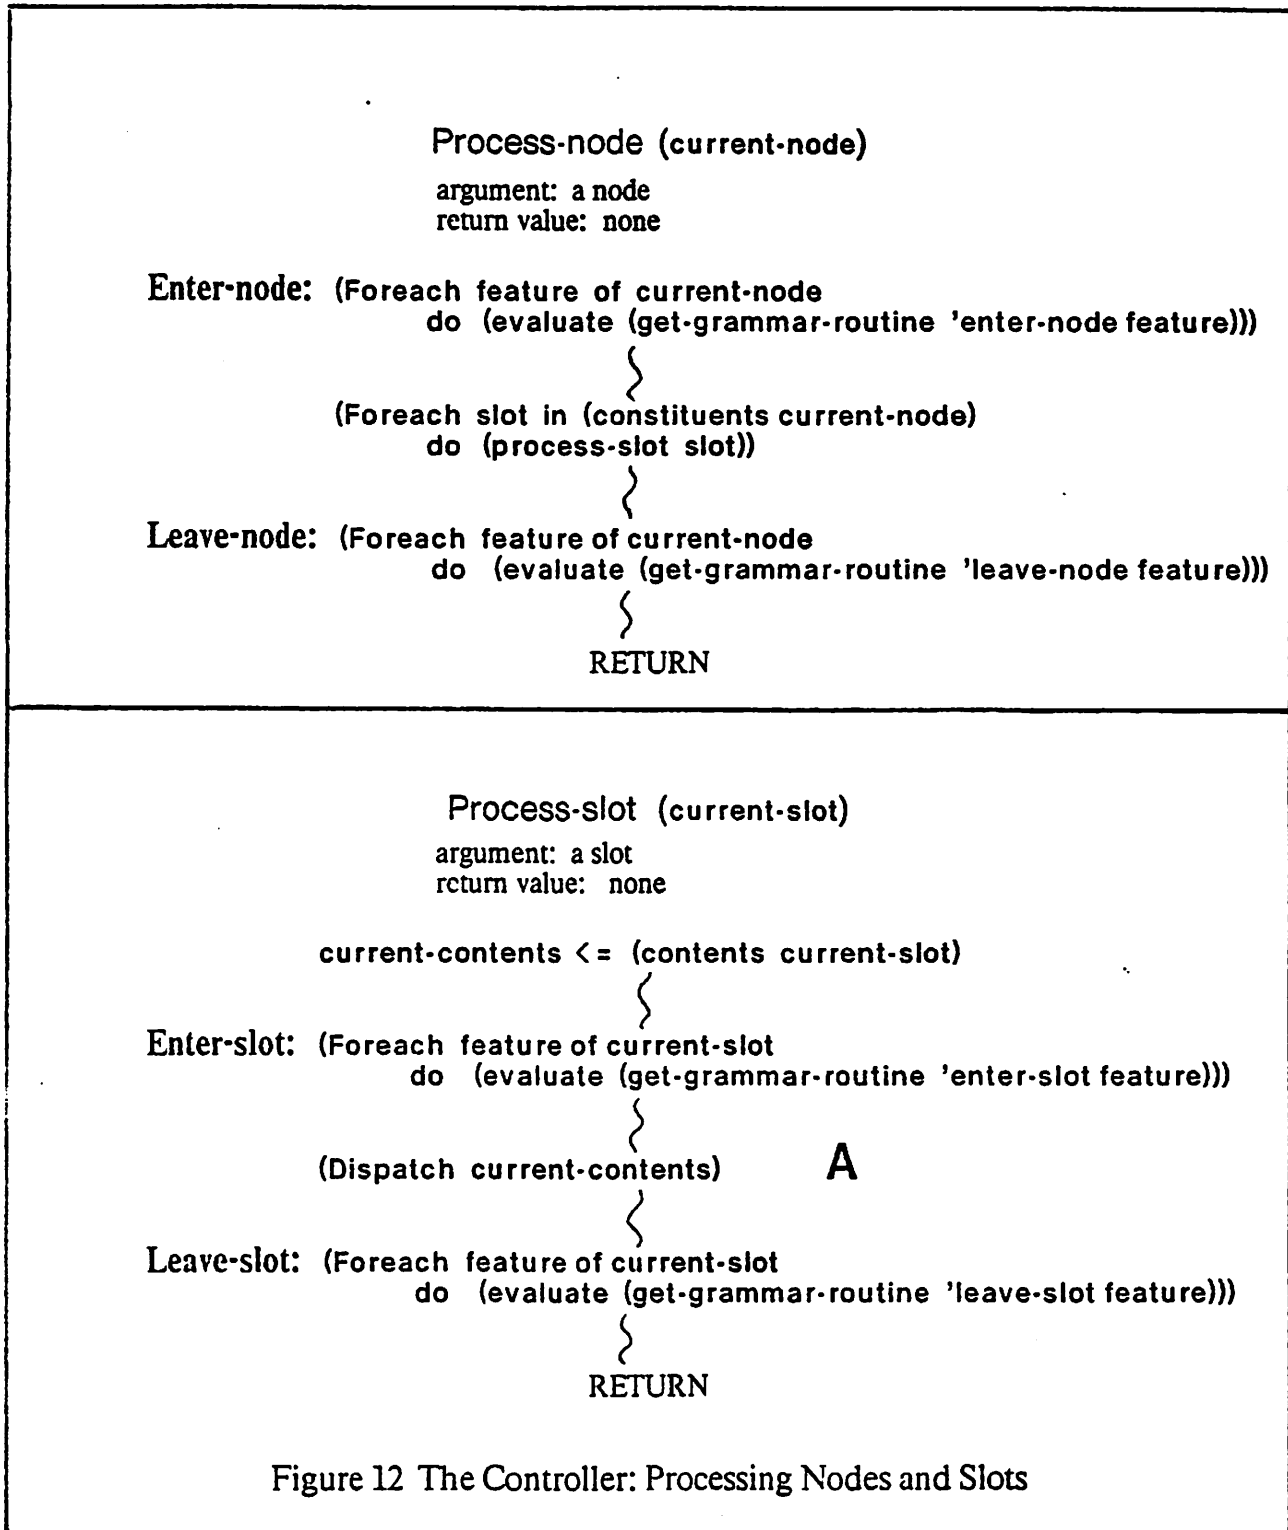 Process-node (current-node)
argument: a node
return value: none
Enter-node: (Foreach feature of current-node
do (evaluate (get-grammar-routine 'enter-node feature)))
(Foreach slot in (constituents current-node)
do (process-slot slot))
Leave-node: (Foreach feature of current-node
do (evaluate (get-grammar-routine 'leave-node feature)))
RETURN
Process-slot (current-slot)
argument: a slot
return value: none
current-contents <= (contents current-slot)
Enter-slot: (Foreach feature of current-slot
do (evaluate (get-grammar-routine 'enter-slot feature)))
(Dispatch current-contents) A
Leave-slot: (Foreach feature of current-slot
do (evaluate (get-grammar-routine 'leave-slot feature)))
RETURN
Figure 12 The Controller: Processing Nodes and Slots